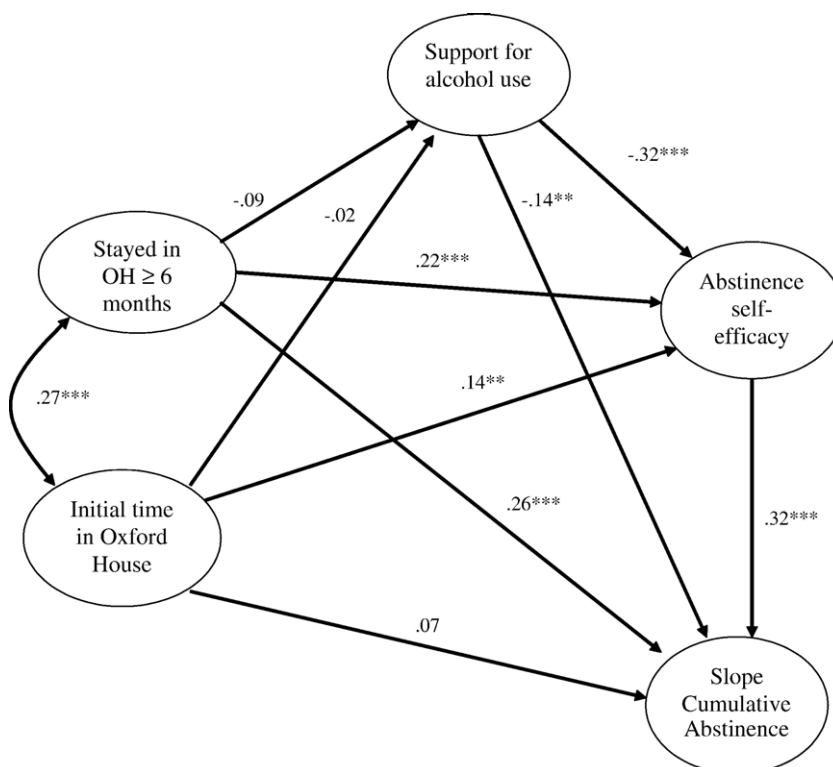 Support for
alcohol use
-.32***
-.09
-.02
-.14**
Stayed in
OH ≥ 6
months
.22***
Abstinence
self-
efficacy
.27***
.14**
Initial time
in Oxford
House
.26***
.32***
.07
Slope
Cumulative
Abstinence